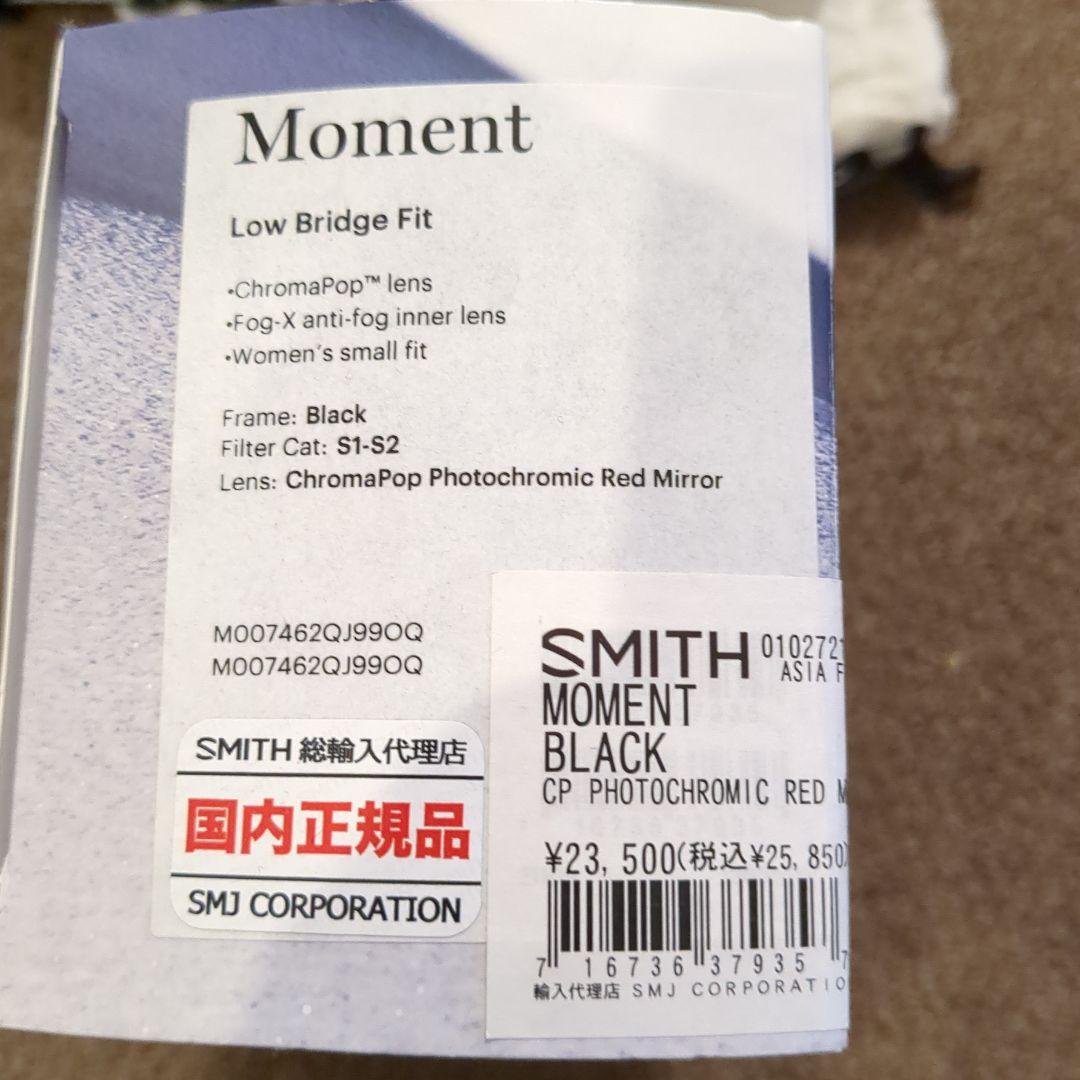 Moment
Low Bridge Fit
•ChromaPop™ lens
•Fog-X anti-fog inner lens
•Women's small fit
Frame: Black
Filter Cat: S1-S2
Lens: ChromaPop Photochromic Red Mirror
M007462QJ99OQ
M007462QJ99OQ
SMITH 総輸入代理店
国内正規品
SMJ CORPORATION
SMITH 0102721
ASIA F
MOMENT
BLACK
CP PHOTOCHROMIC RED M
¥23,500(税込¥25,850)
7 16736 37935 7
輸入代理店 SMJ CORPORATIO